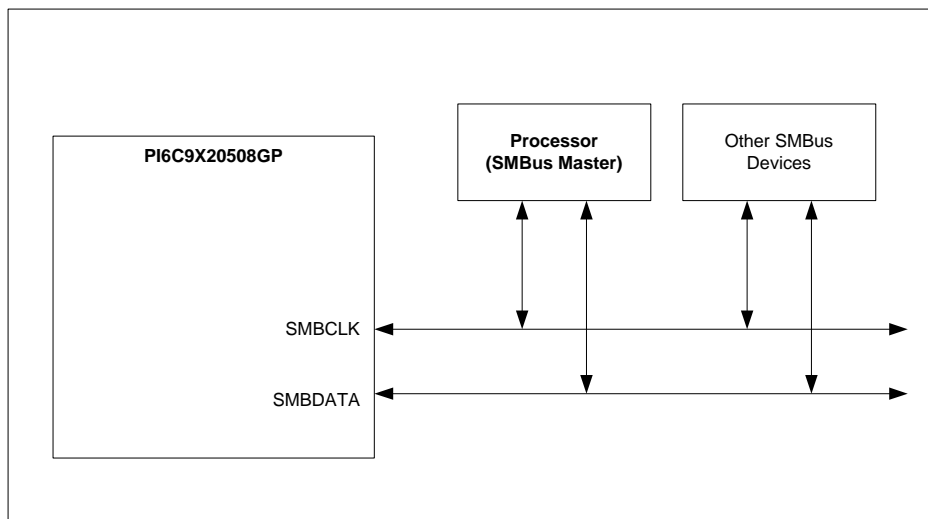 PI6C9X20508GP
Processor
(SMBus Master)
Other SMBus
Devices
SMBCLK
SMBDATA